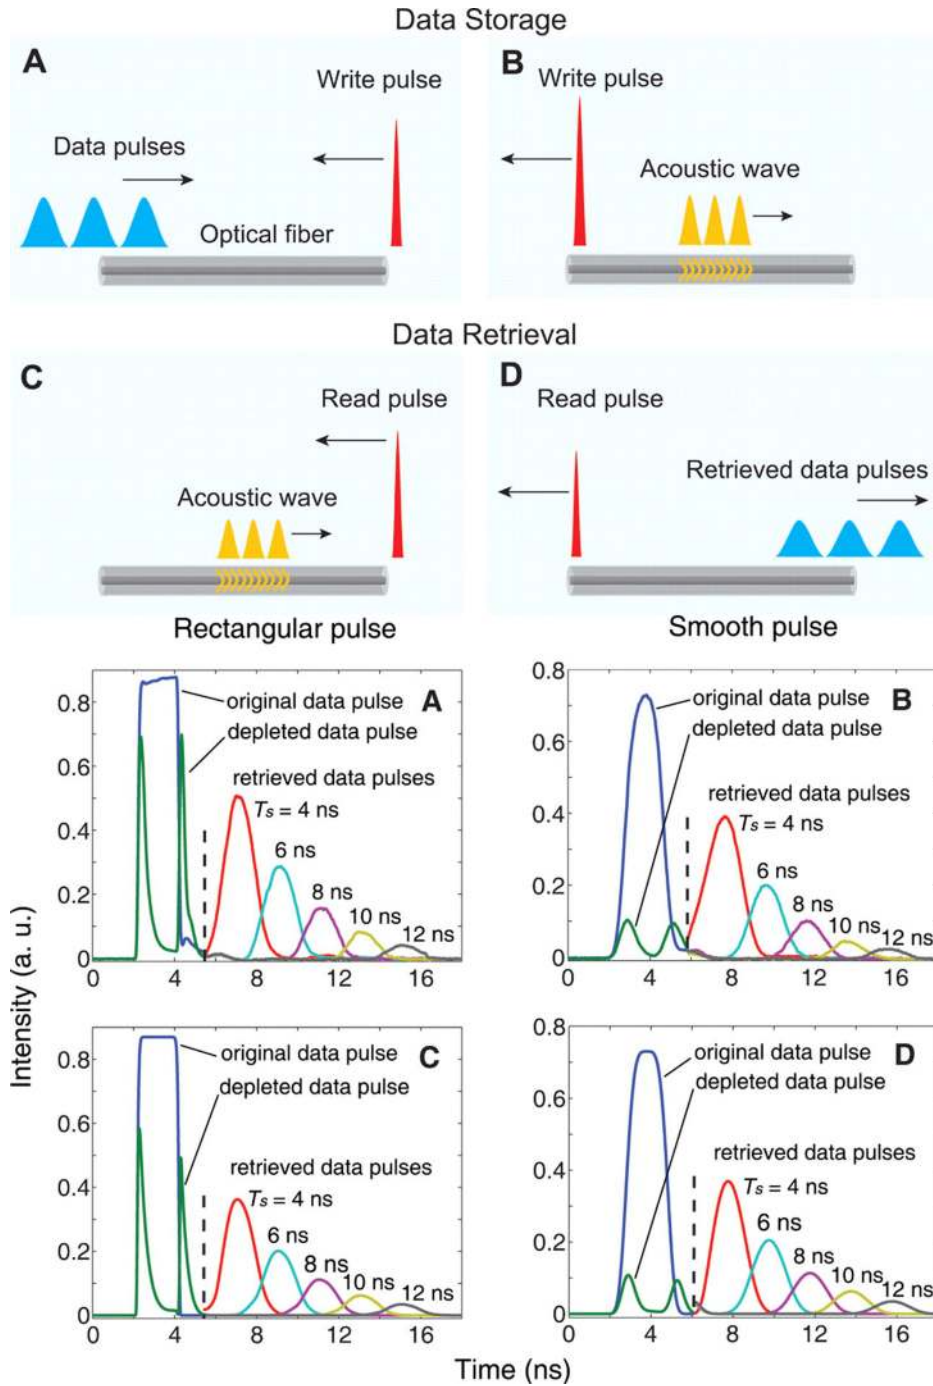 Data Storage
A
Write pulse
Data pulses
Optical fiber
B
Write pulse
Acoustic wave
Data Retrieval
C
Read pulse
Acoustic wave
D
Read pulse
Retrieved data pulses
Rectangular pulse
Smooth pulse
Intensity (a. u.)
A
original data pulse
depleted data pulse
retrieved data pulses
Ts = 4 ns
6 ns
8 ns
10 ns
12 ns
0.8
0.6
0.4
0.2
0
0 4 8 12 16
B
original data pulse
depleted data pulse
retrieved data pulses
Ts = 4 ns
6 ns
8 ns
10 ns
12 ns
0.8
0.6
0.4
0.2
0
0 4 8 12 16
C
original data pulse
depleted data pulse
retrieved data pulses
Ts = 4 ns
6 ns
8 ns
10 ns
12 ns
0.8
0.6
0.4
0.2
0
0 4 8 12 16
D
original data pulse
depleted data pulse
retrieved data pulses
Ts = 4 ns
6 ns
8 ns
10 ns
12 ns
0.8
0.6
0.4
0.2
0
0 4 8 12 16
Time (ns)